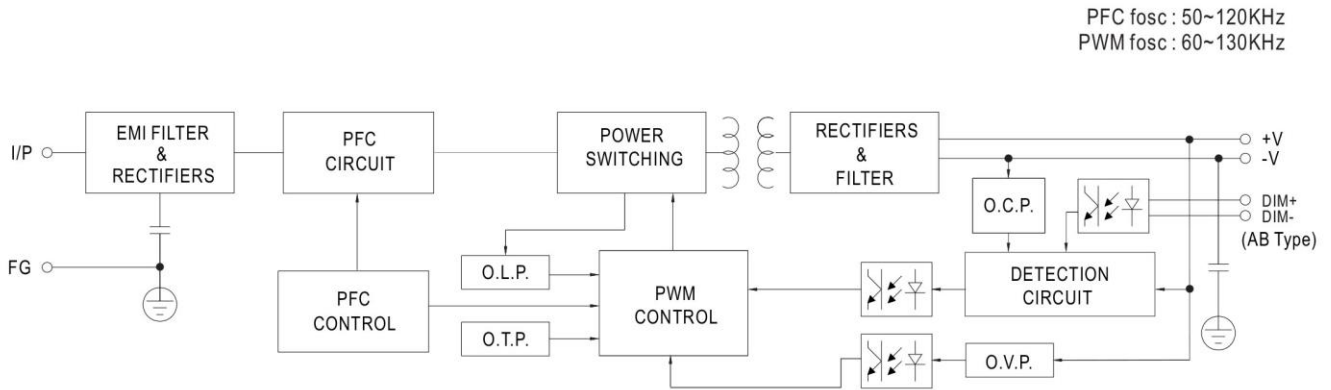 PFC fosc : 50~120KHz
PWM fosc : 60~130KHz
I/P
EMI FILTER
&
RECTIFIERS
PFC
CIRCUIT
POWER
SWITCHING
RECTIFIERS
&
FILTER
+V
-V
O.C.P.
DIM+
DIM-
(AB Type)
FG
O.L.P.
PFC
CONTROL
PWM
CONTROL
DETECTION
CIRCUIT
O.T.P.
O.V.P.